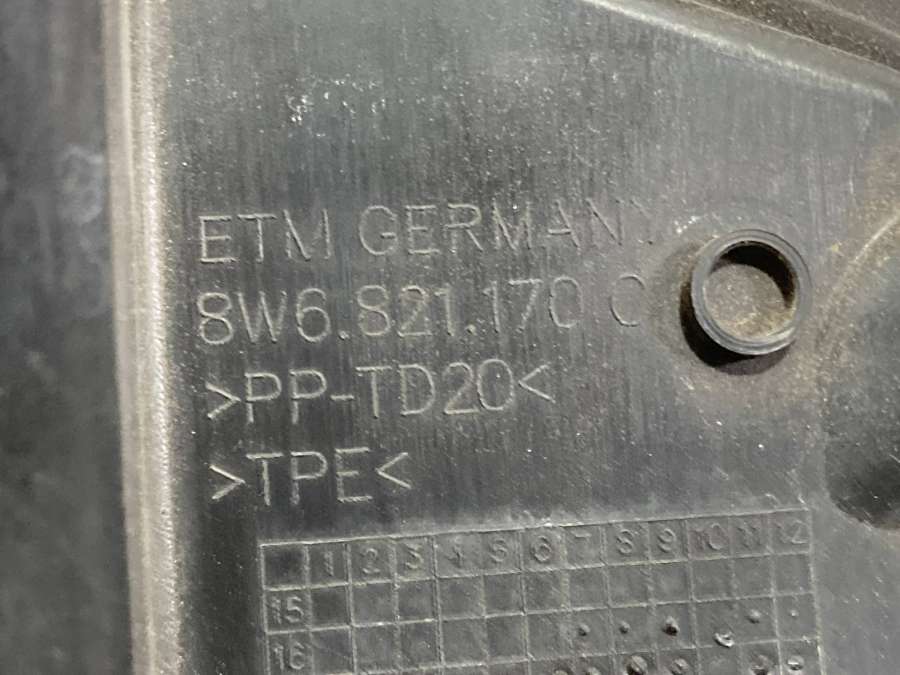 ETM GERMANY
8W6.821.170 C
>PP-TD20<
>TPE<
1 2 3 4 5 6 7 8 9 10 11 12
15
16